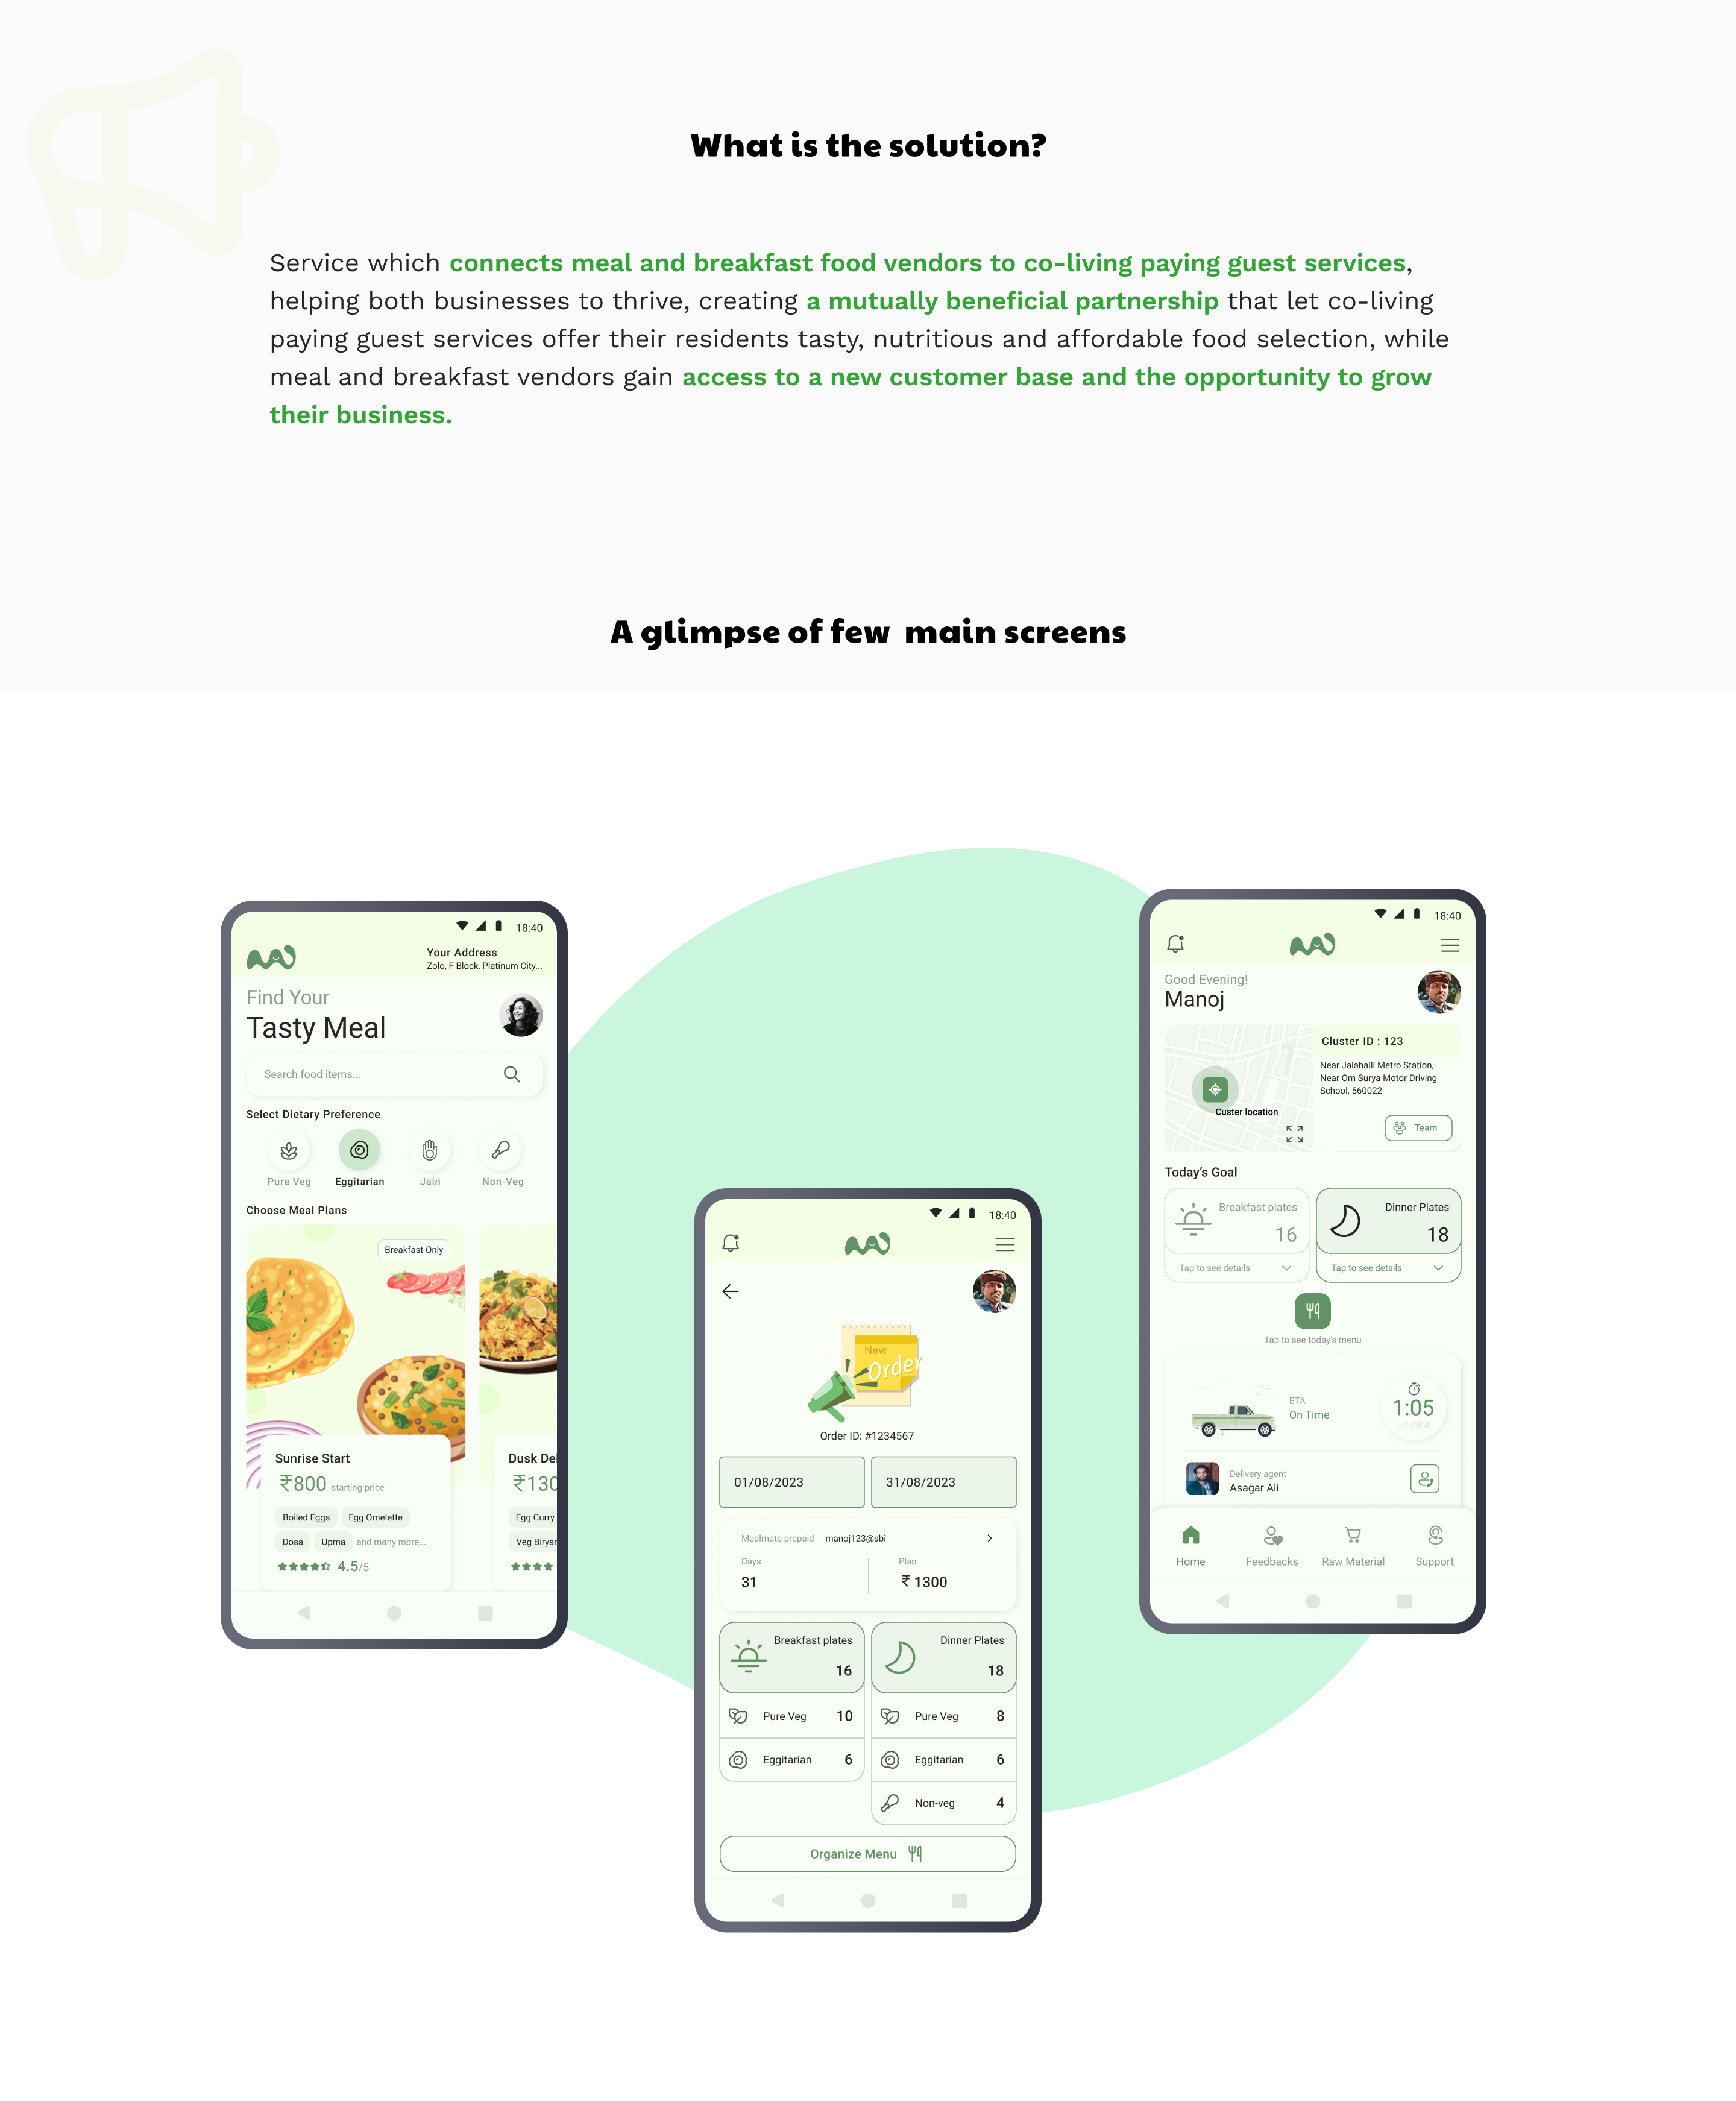 What is the solution?
Service which connects meal and breakfast food vendors to co-living paying guest services,
helping both businesses to thrive, creating a mutually beneficial partnership that let co-living
paying guest services offer their residents tasty, nutritious and affordable food selection, while
meal and breakfast vendors gain access to a new customer base and the opportunity to grow
their business.
A glimpse of few main screens
18:40
Your Address
Zolo, F Block, Platinum City...
Find Your
Tasty Meal
Search food items...
Select Dietary Preference
Pure Veg Eggitarian Jain Non-Veg
Choose Meal Plans
Breakfast Only
Sunrise Start
₹800 starting price
Boiled Eggs Egg Omelette
Dosa Upma and many more...
4.5/5
Dusk De
₹130
Egg Curry
Veg Biryar
18:40
New
Order
Order ID: #1234567
01/08/2023 31/08/2023
Mealmate prepaid manoj123@sbi
Days Plan
31 ₹ 1300
Breakfast plates
16
Pure Veg 10
Eggitarian 6
Dinner Plates
18
Pure Veg 8
Eggitarian 6
Non-veg 4
Organize Menu
18:40
Good Evening!
Manoj
Custer location
Cluster ID : 123
Near Jalahalli Metro Station,
Near Om Surya Motor Driving
School, 560022
Team
Today's Goal
Breakfast plates
16
Tap to see details
Dinner Plates
18
Tap to see details
Tap to see today's menu
ETA
On Time
1:05
HH:MM
Delivery agent
Asagar Ali
Home Feedbacks Raw Material Support